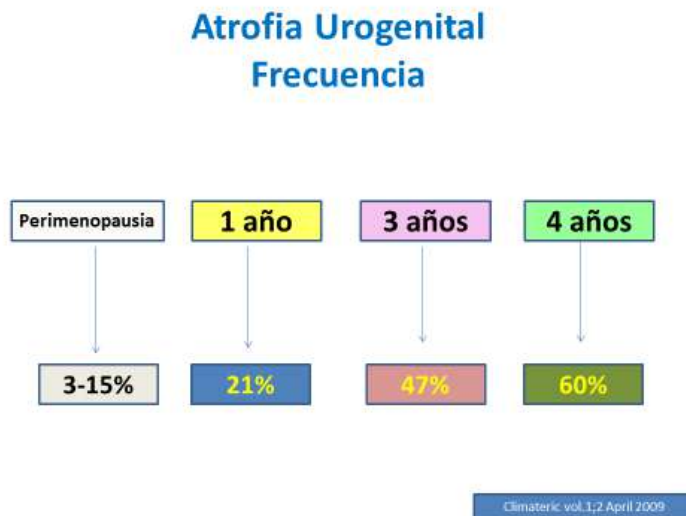 Atrofia Urogenital
Frecuencia
Perimenopausia
1 año
3 años
4 años
3-15%
21%
47%
60%
Climateric vol.1;2 April 2009